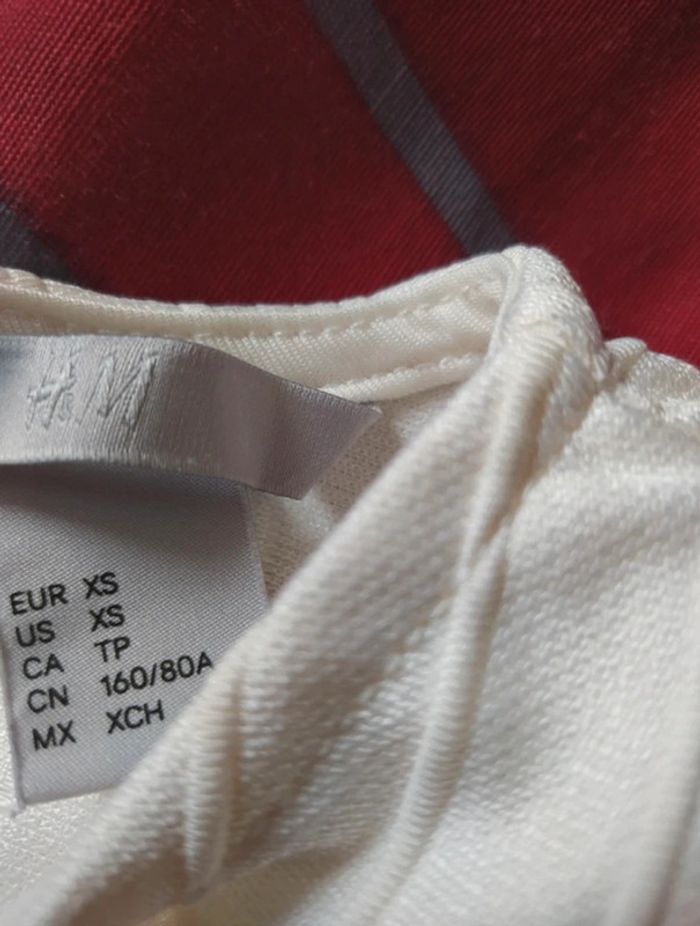 H&M
EUR XS
US XS
CA TP
CN 160/80A
MX XCH